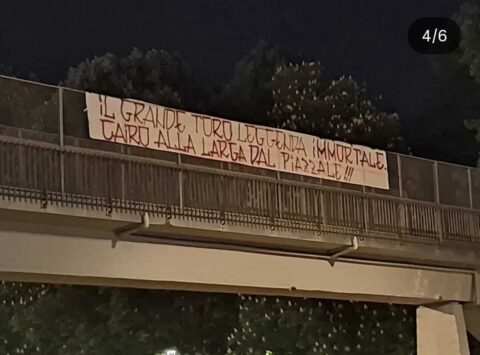 4/6
iL GRANDE TORO LEGGENDA iMMORTALE.
CAIRO ALLA LARGA DAL PIAZZALE!!!